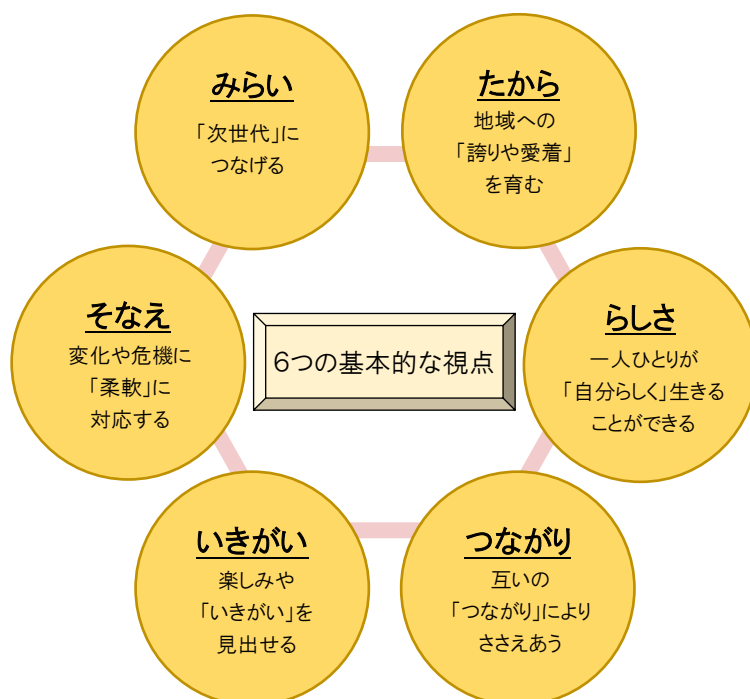 みらい
「次世代」に
つなげる
たから
地域への
「誇りや愛着」
を育む
そなえ
変化や危機に
「柔軟」に
対応する
6つの基本的な視点
らしさ
一人ひとりが
「自分らしく」生きる
ことができる
いきがい
楽しみや
「いきがい」を
見出せる
つながり
互いの
「つながり」により
ささえあう